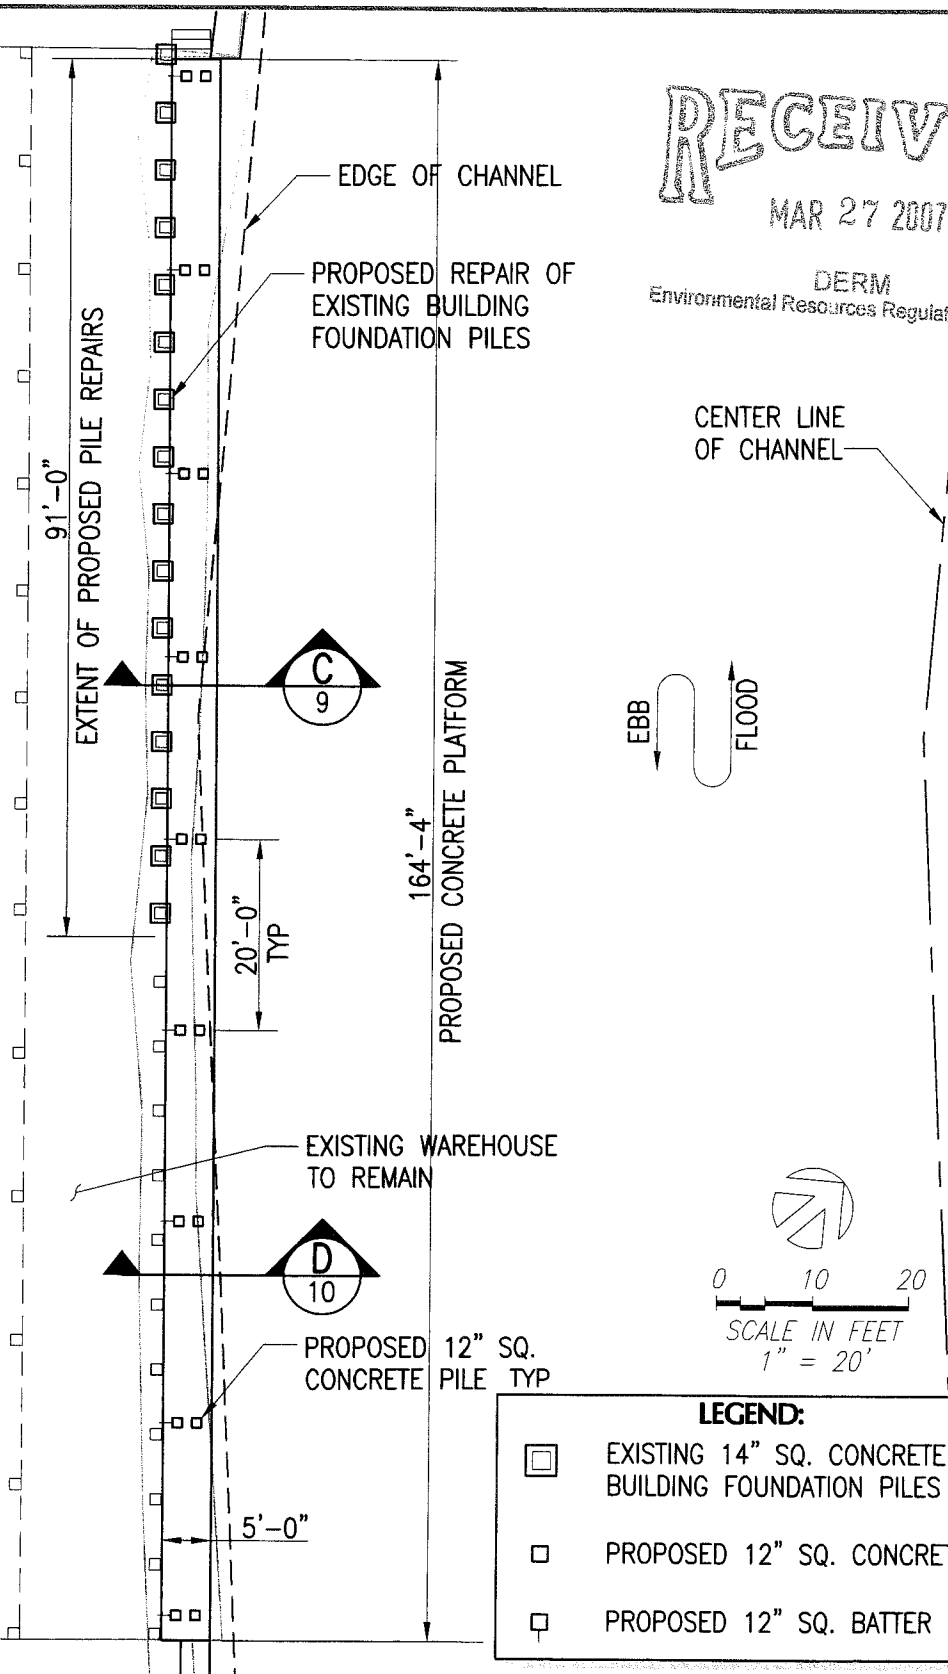 RECEIV
MAR 27 2007
DERM
Environmental Resources Regulat
EDGE OF CHANNEL
PROPOSED REPAIR OF
EXISTING BUILDING
FOUNDATION PILES
CENTER LINE
OF CHANNEL
91'-0"
EXTENT OF PROPOSED PILE REPAIRS
C
9
164'-4"
PROPOSED CONCRETE PLATFORM
EBB
FLOOD
20'-0"
TYP
EXISTING WAREHOUSE
TO REMAIN
D
10
0 10 20
SCALE IN FEET
1" = 20'
PROPOSED 12" SQ.
CONCRETE PILE TYP
5'-0"
LEGEND:
EXISTING 14" SQ. CONCRETE
BUILDING FOUNDATION PILES
PROPOSED 12" SQ. CONCRET
PROPOSED 12" SQ. BATTER